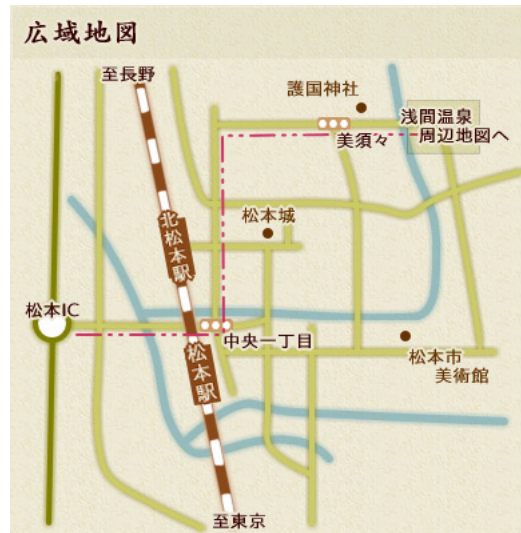 広域地図
至長野
護国神社
浅間温泉
周辺地図へ
美須々
松本城
北松本駅
松本IC
中央一丁目
松本駅
松本市
美術館
至東京